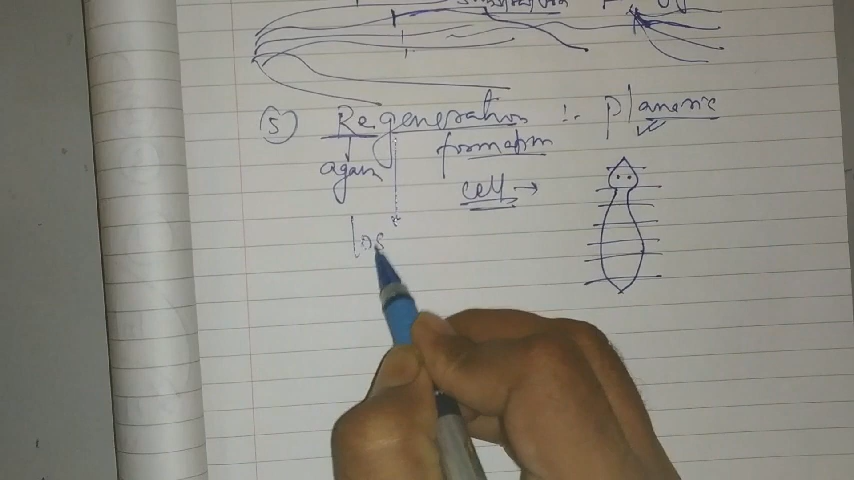 5 Regeneration :- Planaria
again formation
cell →
los